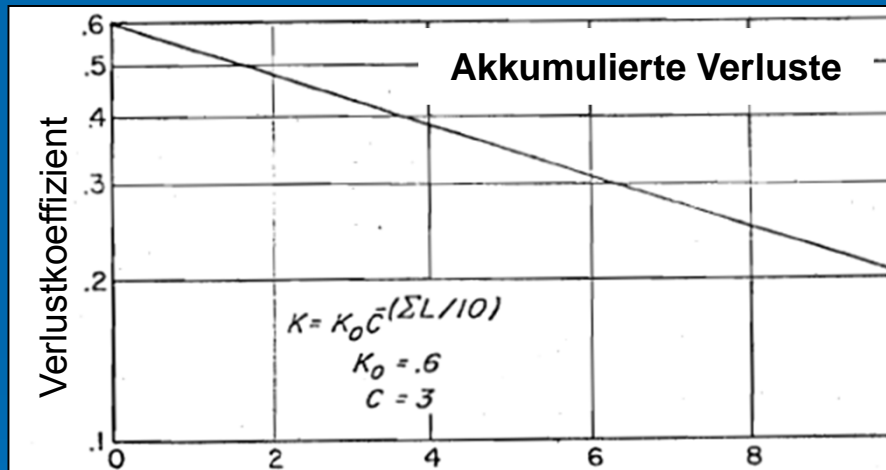 .6
Akkumulierte Verluste
.5
.4
.3
.2
.1
Verlustkoeffizient
K = K₀C̄^(ΣL/10)
K₀ = .6
C = 3
0 2 4 6 8